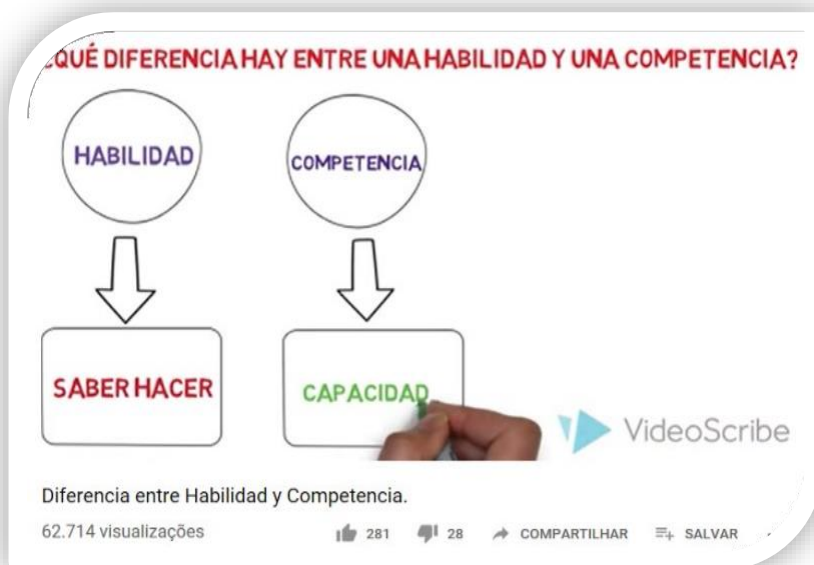 ¿QUÉ DIFERENCIA HAY ENTRE UNA HABILIDAD Y UNA COMPETENCIA?
HABILIDAD
COMPETENCIA
SABER HACER
CAPACIDAD
VideoScribe
Diferencia entre Habilidad y Competencia.
62.714 visualizações
281
28
COMPARTILHAR
SALVAR